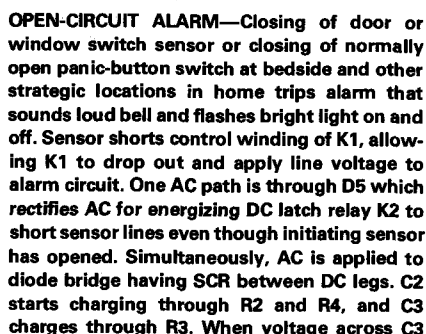 OPEN-CIRCUIT ALARM—Closing of door or
window switch sensor or closing of normally
open panic-button switch at bedside and other
strategic locations in home trips alarm that
sounds loud bell and flashes bright light on and
off. Sensor shorts control winding of K1, allow-
ing K1 to drop out and apply line voltage to
alarm circuit. One AC path is through D5 which
rectifies AC for energizing DC latch relay K2 to
short sensor lines even though initiating sensor
has opened. Simultaneously, AC is applied to
diode bridge having SCR between DC legs. C2
starts charging through R2 and R4, and C3
charges through R3. When voltage across C3